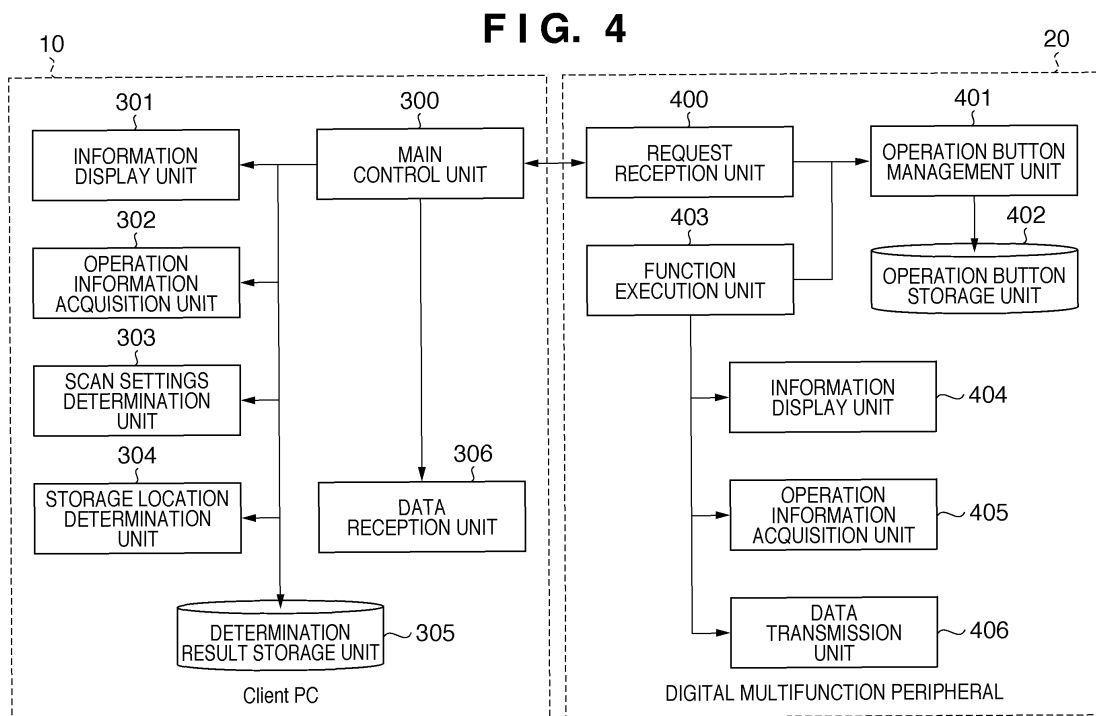 FIG. 4
10
20
301
INFORMATION
DISPLAY UNIT
300
MAIN
CONTROL UNIT
302
OPERATION
INFORMATION
ACQUISITION UNIT
303
SCAN SETTINGS
DETERMINATION
UNIT
304
STORAGE LOCATION
DETERMINATION
UNIT
306
DATA
RECEPTION UNIT
DETERMINATION
RESULT STORAGE UNIT
305
Client PC
400
REQUEST
RECEPTION UNIT
401
OPERATION BUTTON
MANAGEMENT UNIT
403
FUNCTION
EXECUTION UNIT
402
OPERATION BUTTON
STORAGE UNIT
INFORMATION
DISPLAY UNIT
404
OPERATION
INFORMATION
ACQUISITION UNIT
405
DATA
TRANSMISSION
UNIT
406
DIGITAL MULTIFUNCTION PERIPHERAL